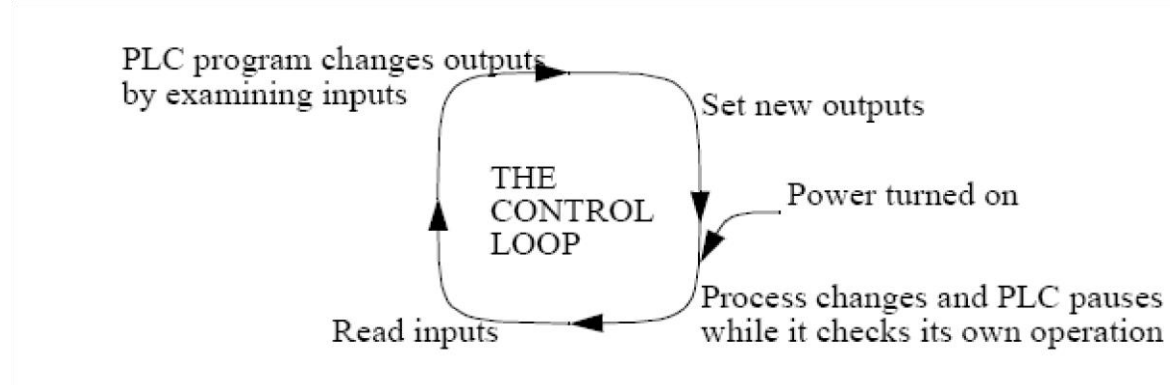 PLC program changes outputs
by examining inputs
Set new outputs
THE
CONTROL
LOOP
Power turned on
Process changes and PLC pauses
while it checks its own operation
Read inputs